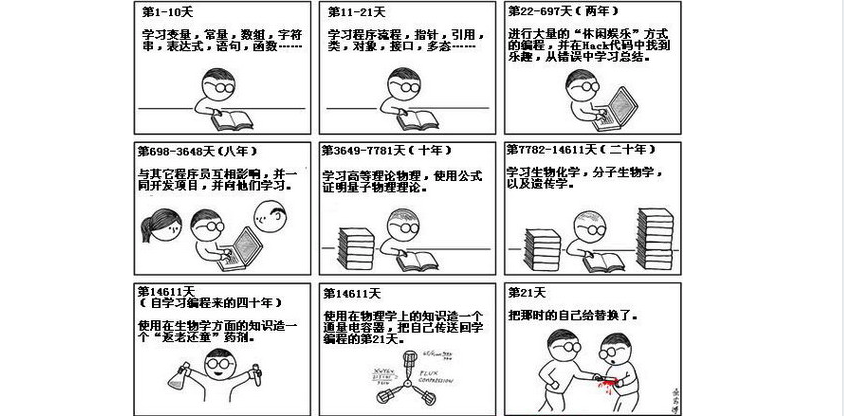 第1-10天
学习变量，常量，数组，字符
串，表达式，语句，函数……
第11-21天
学习程序流程，指针，引用，
类，对象，接口，多态……
第22-697天（两年）
进行大量的“休闲娱乐”方式
的编程，并在Hack代码中找到
乐趣，从错误中学习总结。
第698-3648天（八年）
与其它程序员互相影响，并一
同开发项目，并向他们学习。
第3649-7781天（十年）
学习高等理论物理，使用公式
证明量子物理理论。
第7782-14611天（二十年）
学习生物化学，分子生物学，
以及遗传学。
第14611天
（自学习编程来的四十年）
使用在生物学方面的知识造一
个“返老还童”药剂。
第14611天
使用在物理学上的知识造一个
通量电容器，把自己传送回学
编程的第21天。
FLUX
COMPRESSION
第21天
把那时的自己给替换了。